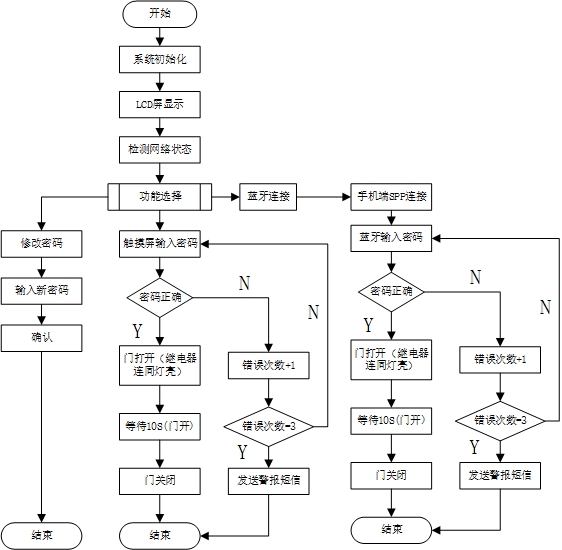 开始
系统初始化
LCD屏显示
检测网络状态
功能选择
蓝牙连接
手机端SPP连接
修改密码
输入新密码
确认
结束
触摸屏输入密码
密码正确
N
Y
门打开（继电器
连同灯亮）
错误次数+1
N
等待10S(门开)
错误次数=3
Y
门关闭
发送警报短信
结束
蓝牙输入密码
密码正确
N
Y
门打开（继电器
连同灯亮）
错误次数+1
N
等待10S(门开)
错误次数=3
Y
门关闭
发送警报短信
结束